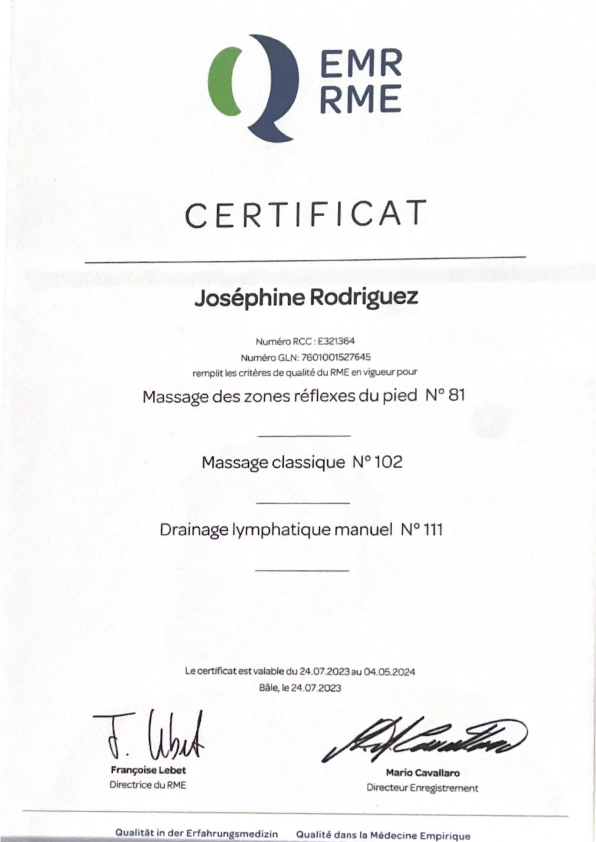 EMR
RME
CERTIFICAT
Joséphine Rodriguez
Numéro RCC : E321364
Numéro GLN: 7601001527645
remplit les critères de qualité du RME en vigueur pour
Massage des zones réflexes du pied N° 81
Massage classique N° 102
Drainage lymphatique manuel N° 111
Le certificat est valable du 24.07.2023 au 04.05.2024
Bâle, le 24.07.2023
Françoise Lebet
Directrice du RME
Mario Cavallaro
Directeur Enregistrement
Qualität in der Erfahrungsmedizin Qualité dans la Médecine Empirique